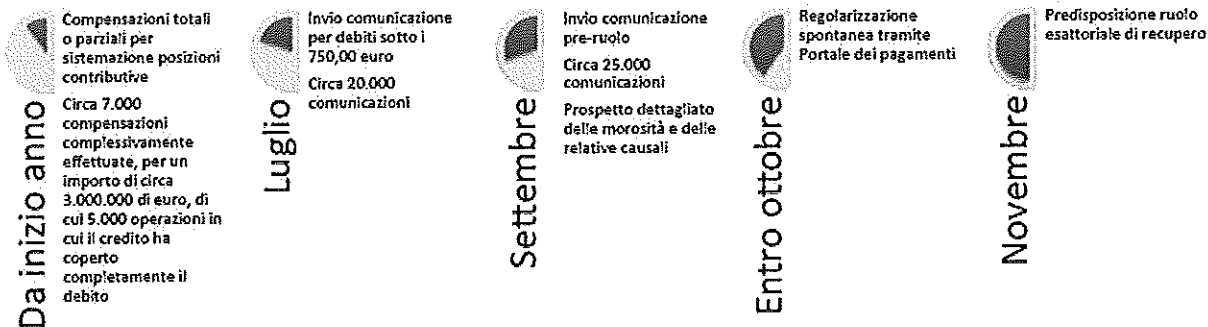 Da inizio anno
Compensazioni totali
o parziali per
sistemazione posizioni
contributive
Circa 7.000
compensazioni
complessivamente
effettuate, per un
importo di circa
3.000.000 di euro, di
cui 5.000 operazioni in
cui il credito ha
coperto
completamente il
debito
Luglio
Invio comunicazione
per debiti sotto i
750,00 euro
Circa 20.000
comunicazioni
Settembre
Invio comunicazione
pre-ruolo
Circa 25.000
comunicazioni
Prospetto dettagliato
delle morosità e delle
relative causali
Entro ottobre
Regolarizzazione
spontanea tramite
Portale dei pagamenti
Novembre
Predisposizione ruolo
esattoriale di recupero